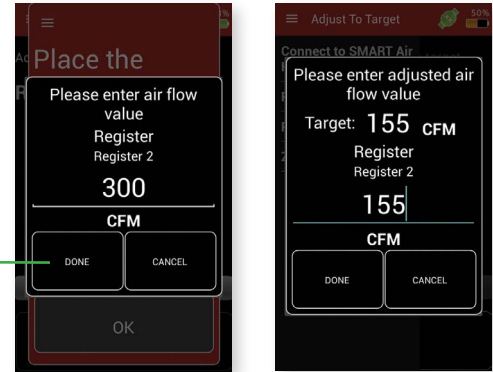 Place the
Please enter air flow
value
Register
Register 2
300
CFM
DONE CANCEL
OK
Adjust To Target
50%
Connect to SMART Air
Please enter adjusted air
flow value
Target: 155 CFM
Register
Register 2
155
CFM
DONE CANCEL